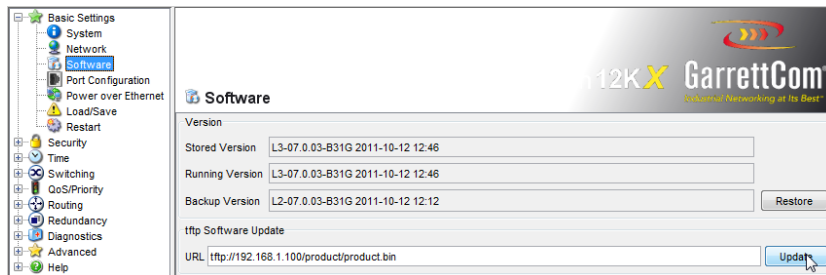 Basic Settings
System
Network
Software
Port Configuration
Power over Ethernet
Load/Save
Restart
Security
Time
Switching
QoS/Priority
Routing
Redundancy
Diagnostics
Advanced
Help
12KX GarrettCom
Industrial Networking at Its Best
Software
Version
Stored Version L3-07.0.03-B31G 2011-10-12 12:46
Running Version L3-07.0.03-B31G 2011-10-12 12:46
Backup Version L2-07.0.03-B31G 2011-10-12 12:12 Restore
tftp Software Update
URL tftp://192.168.1.100/product/product.bin Update